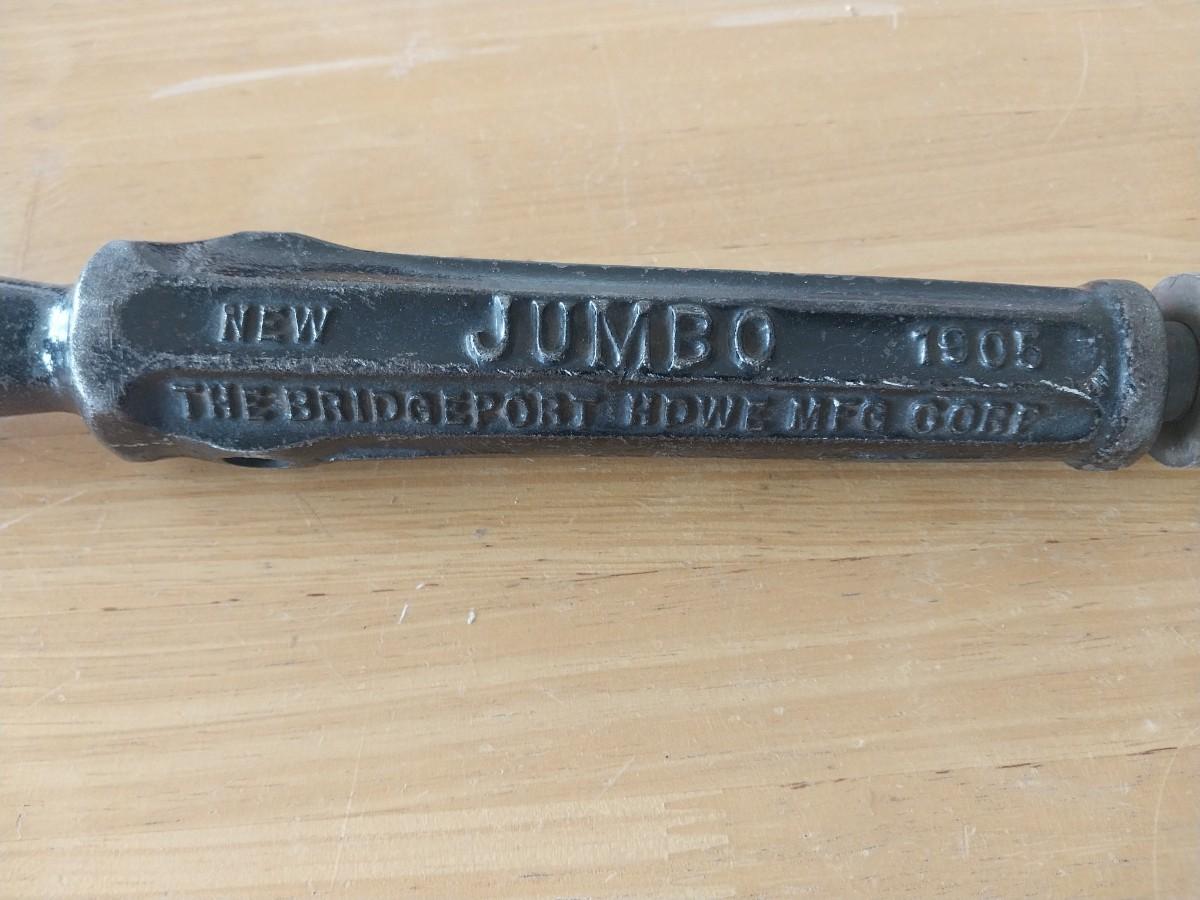 NEW JUMBO 1905
THE BRIDGEPORT HOWE MFG CORP